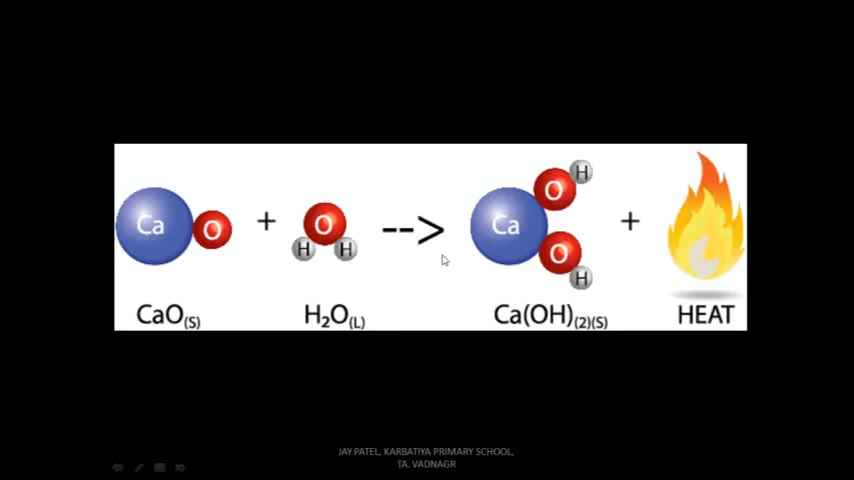 Ca O + O H H --> Ca O H O H +
CaO(S) H₂O(L) Ca(OH)(2)(S) HEAT
JAY PATEL, KARBATIYA PRIMARY SCHOOL,
TA. VADNAGR